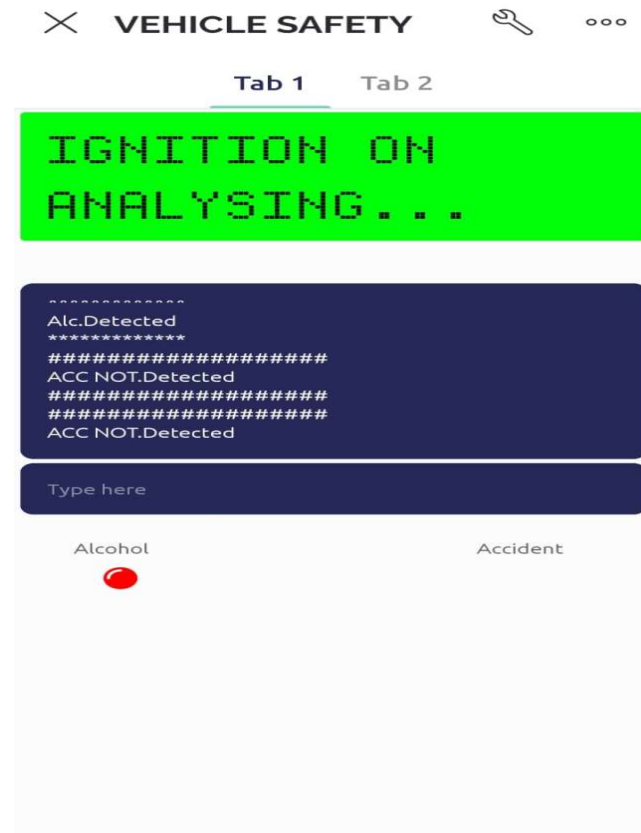 VEHICLE SAFETY
Tab 1 Tab 2
IGNITION ON
ANALYSING...
Alc.Detected
*************
###################
ACC NOT.Detected
###################
###################
ACC NOT.Detected
Type here
Alcohol Accident